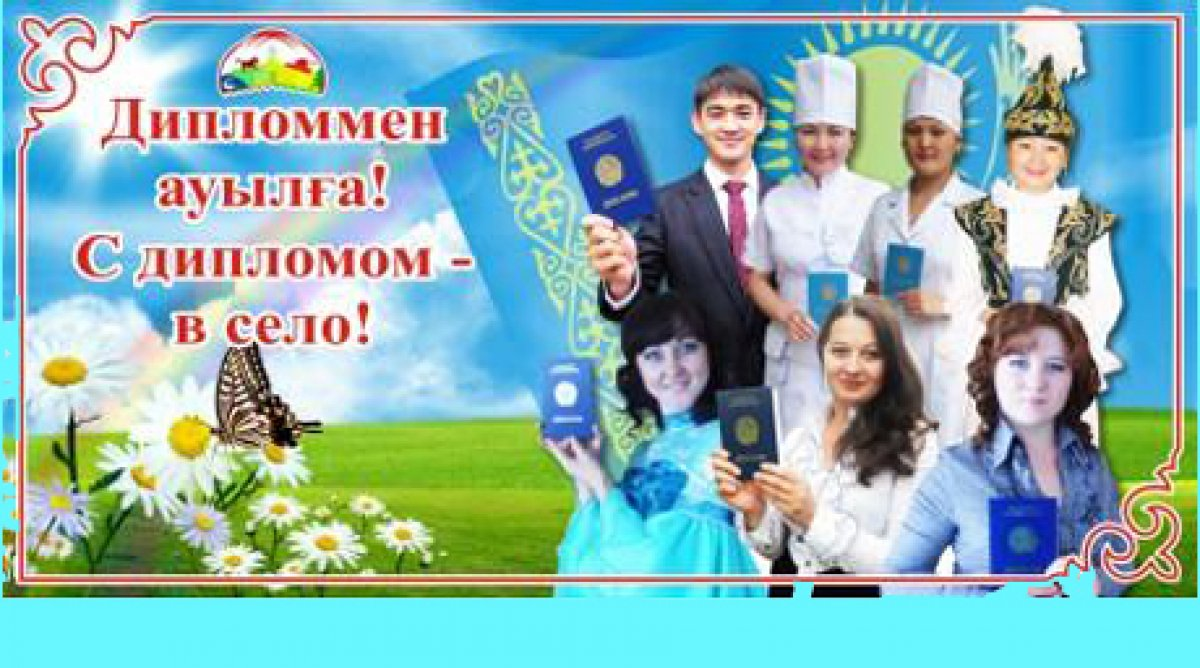 Дипломмен
ауылға!
С дипломом -
в село!